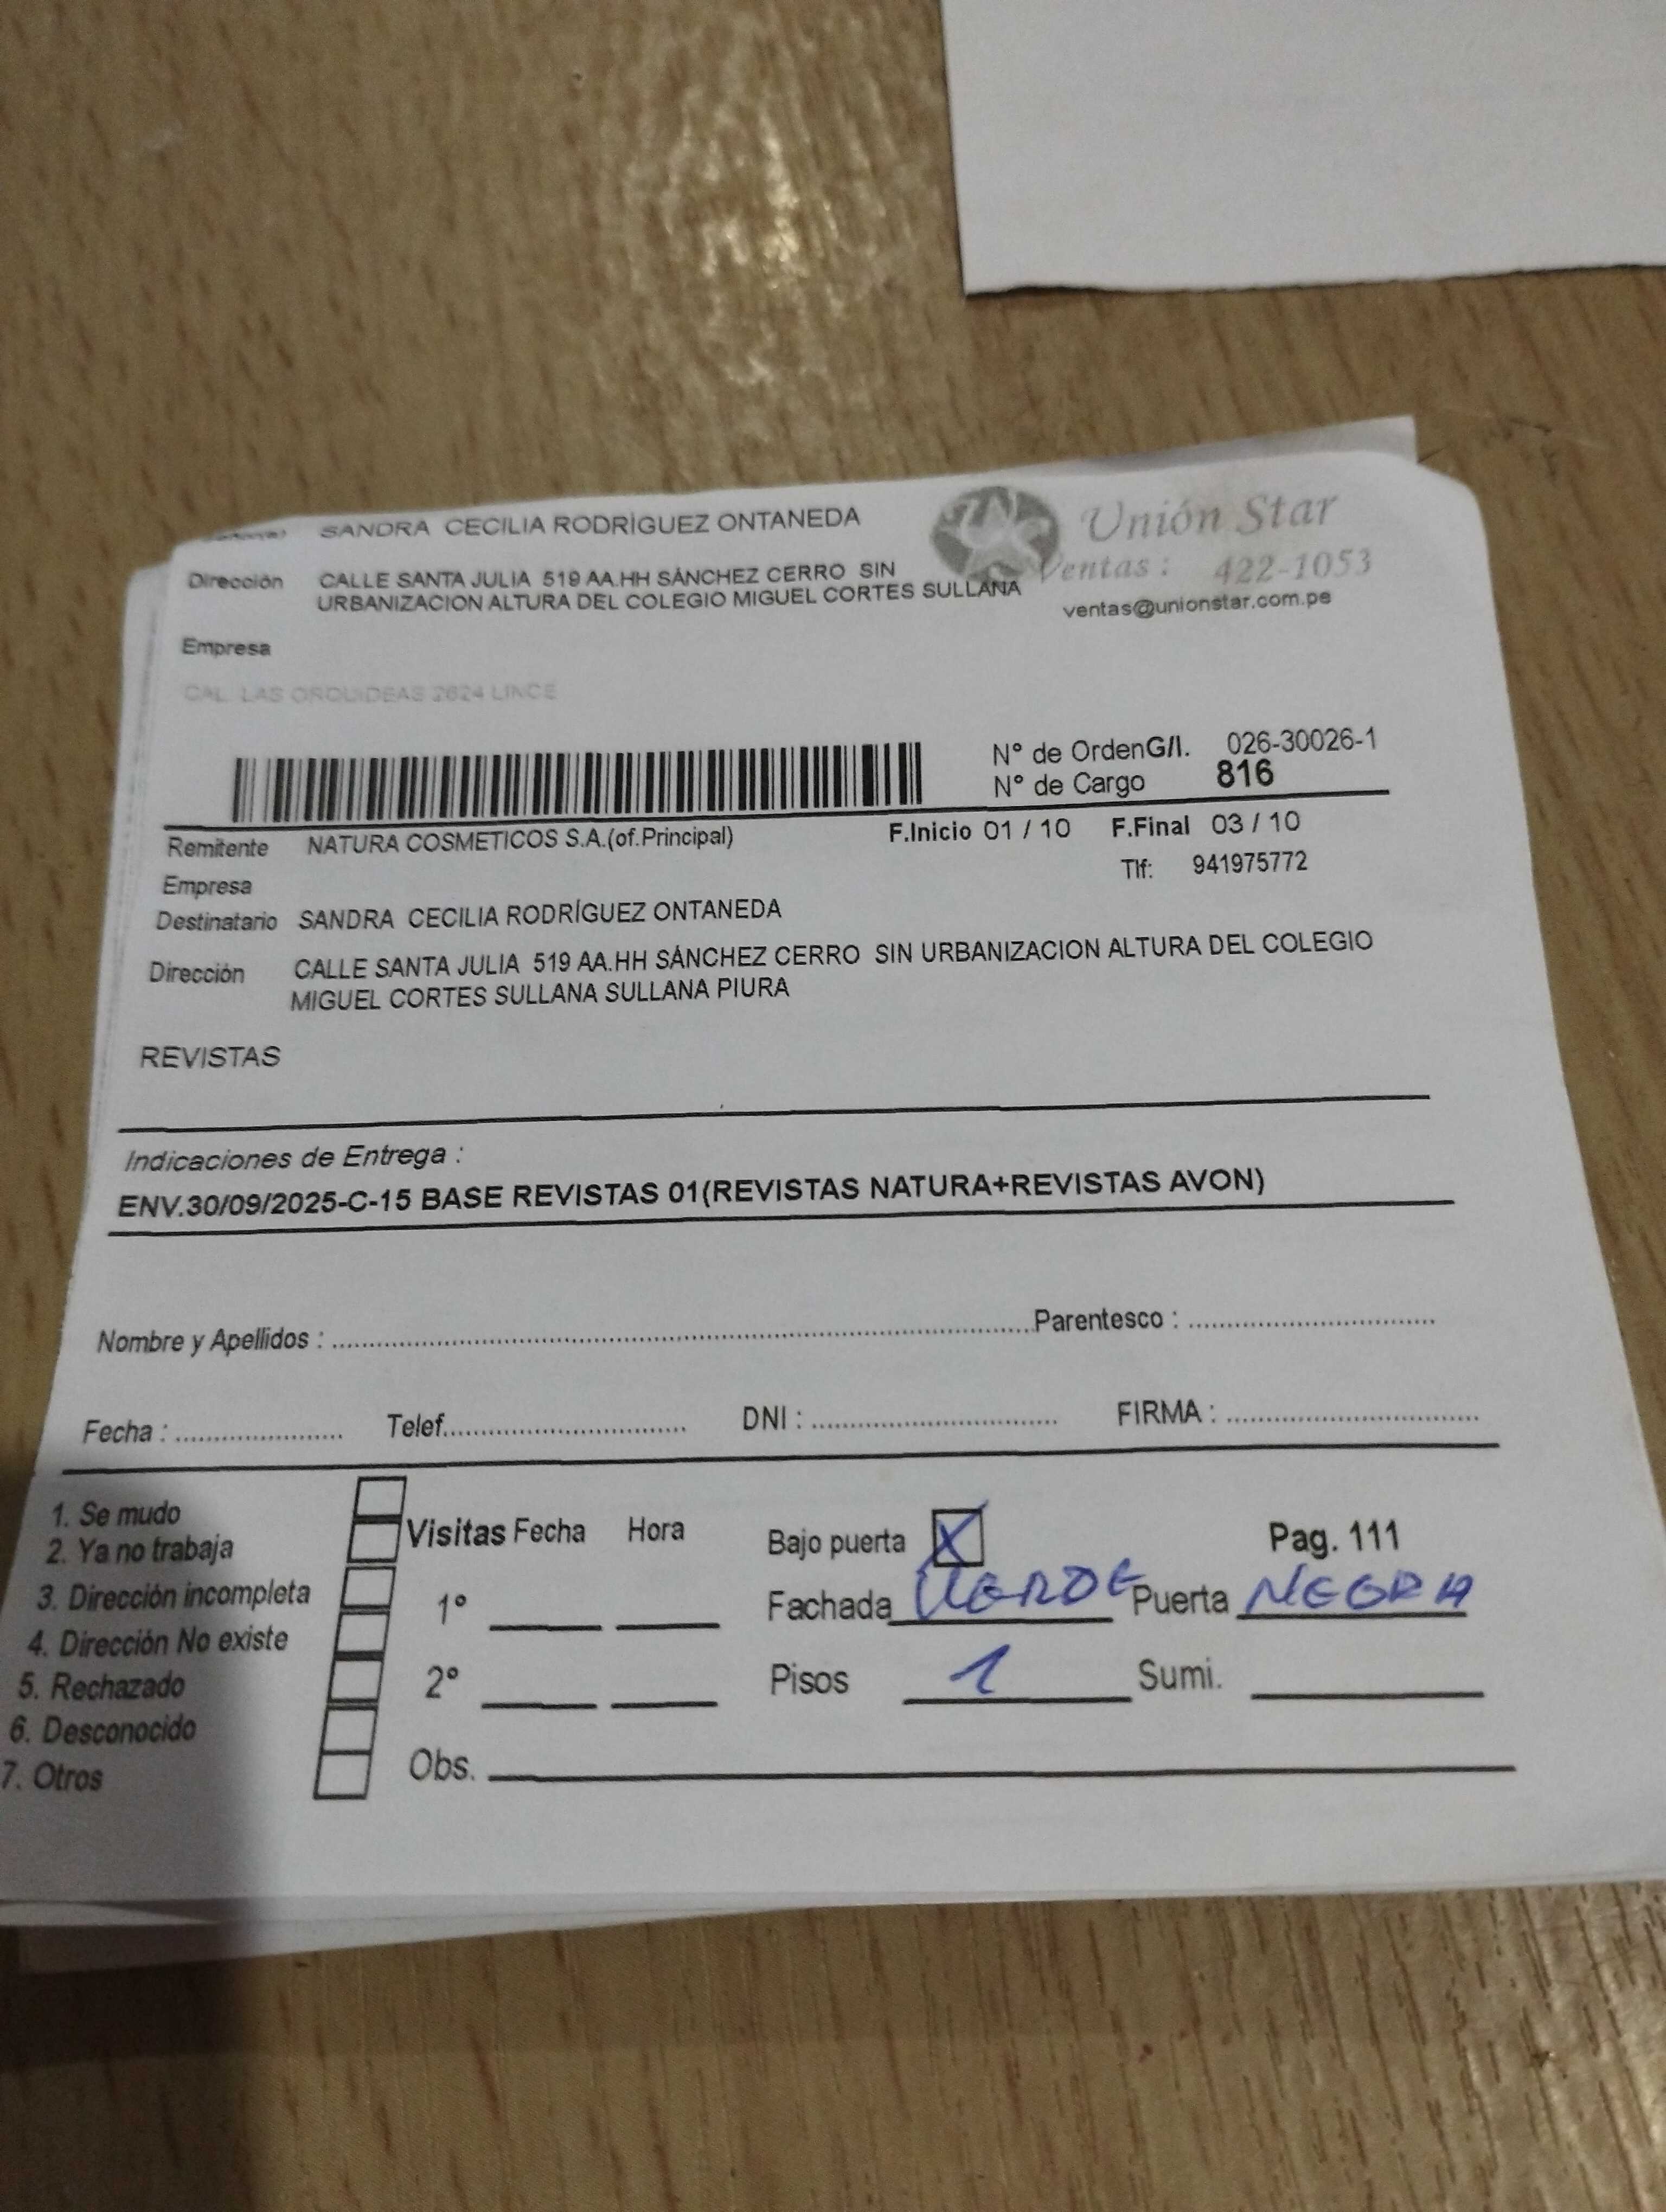 SANDRA CECILIA RODRÍGUEZ ONTANEDA
Unión Star
Dirección CALLE SANTA JULIA 519 AA.HH SÁNCHEZ CERRO SIN
URBANIZACION ALTURA DEL COLEGIO MIGUEL CORTES SULLANA
Ventas : 422-1053
ventas@unionstar.com.pe
Empresa
CAL. LAS ORQUIDEAS 2624 LINCE
N° de OrdenG/I. 026-30026-1
N° de Cargo 816
Remitente NATURA COSMETICOS S.A.(of.Principal) F.Inicio 01 / 10 F.Final 03 / 10
Empresa Tlf: 941975772
Destinatario SANDRA CECILIA RODRÍGUEZ ONTANEDA
Dirección CALLE SANTA JULIA 519 AA.HH SÁNCHEZ CERRO SIN URBANIZACION ALTURA DEL COLEGIO
MIGUEL CORTES SULLANA SULLANA PIURA
REVISTAS
Indicaciones de Entrega :
ENV.30/09/2025-C-15 BASE REVISTAS 01(REVISTAS NATURA+REVISTAS AVON)
Nombre y Apellidos : Parentesco :
Fecha : Telef. DNI : FIRMA :
1. Se mudo
2. Ya no trabaja
3. Dirección incompleta
4. Dirección No existe
5. Rechazado
6. Desconocido
7. Otros
Visitas Fecha Hora
1°
2°
Obs.
Bajo puerta X Pag. 111
Fachada VERDE Puerta NEGRA
Pisos 1 Sumi.